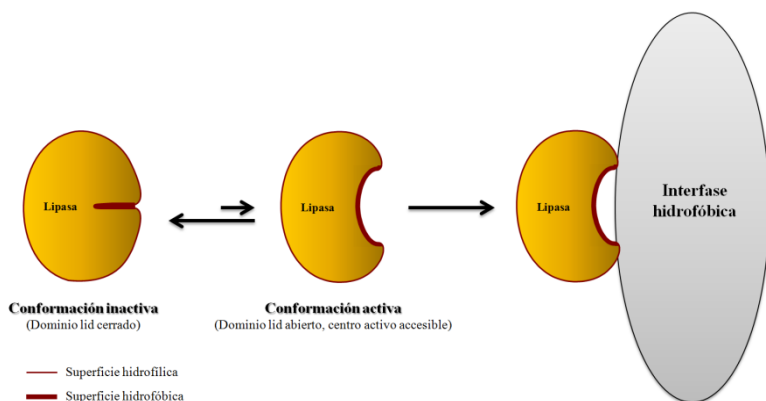 Lipasa
Lipasa
Lipasa
Interfase
hidrofóbica
Conformación inactiva
(Dominio lid cerrado)
Conformación activa
(Dominio lid abierto, centro activo accesible)
Superficie hidrofílica
Superficie hidrofóbica